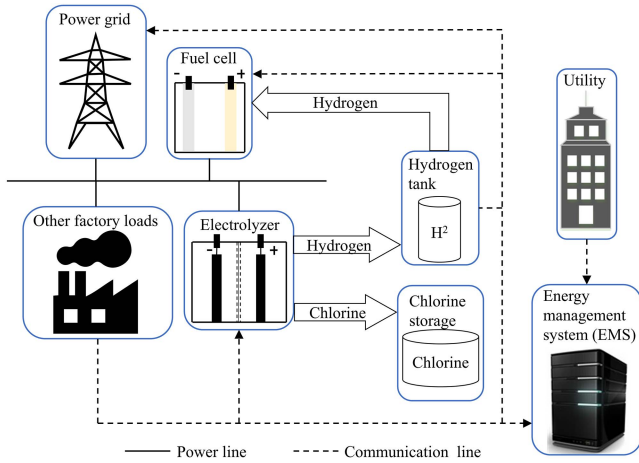 Power grid
Fuel cell
- +
Hydrogen
Utility
Hydrogen
tank
H²
Other factory loads
Electrolyzer
- +
Hydrogen
Chlorine
Chlorine
storage
Chlorine
Energy
management
system (EMS)
Power line
Communication line